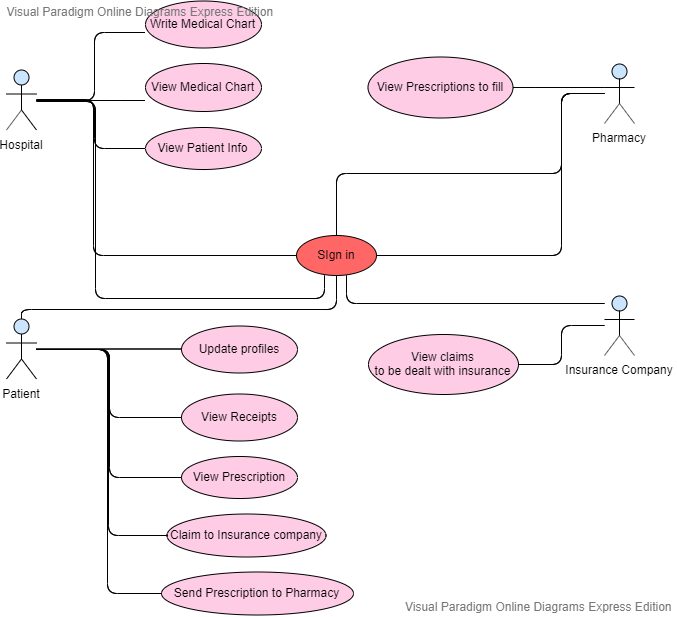 Visual Paradigm Online Diagrams Express Edition
Write Medical Chart
View Medical Chart
View Prescriptions to fill
Hospital
Pharmacy
View Patient Info
SIgn in
Update profiles
View claims
to be dealt with insurance
Insurance Company
Patient
View Receipts
View Prescription
Claim to Insurance company
Send Prescription to Pharmacy
Visual Paradigm Online Diagrams Express Edition